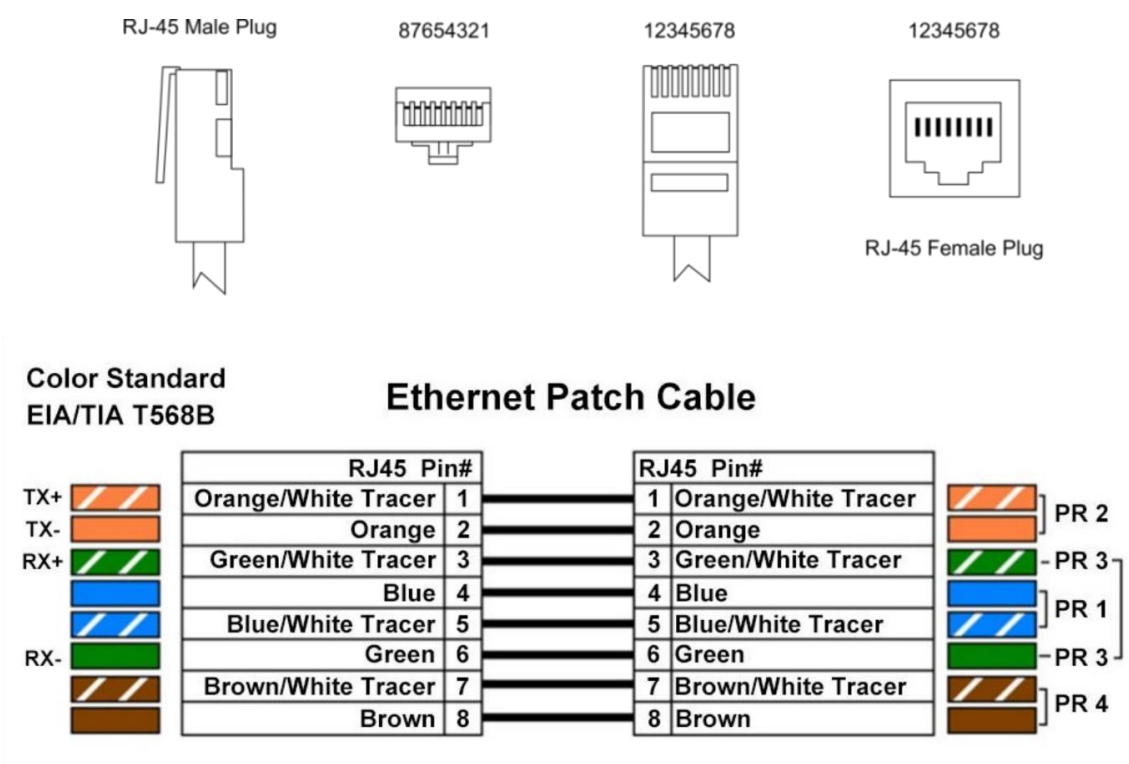 RJ-45 Male Plug
87654321
12345678
12345678
RJ-45 Female Plug
Color Standard
EIA/TIA T568B
Ethernet Patch Cable
RJ45 Pin#
RJ45 Pin#
TX+ Orange/White Tracer 1 1 Orange/White Tracer
TX- Orange 2 2 Orange
PR 2
RX+ Green/White Tracer 3 3 Green/White Tracer PR 3
Blue 4 4 Blue
PR 1
Blue/White Tracer 5 5 Blue/White Tracer
RX- Green 6 6 Green PR 3
Brown/White Tracer 7 7 Brown/White Tracer
PR 4
Brown 8 8 Brown